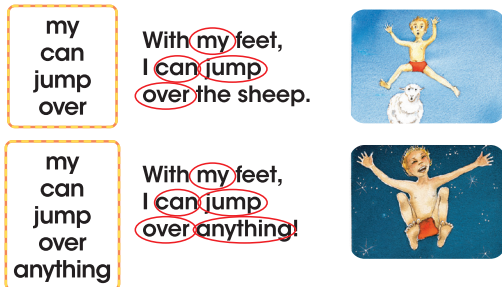 my
can
jump
over
With my feet,
I can jump
over the sheep.
my
can
jump
over
anything
With my feet,
I can jump
over anything!